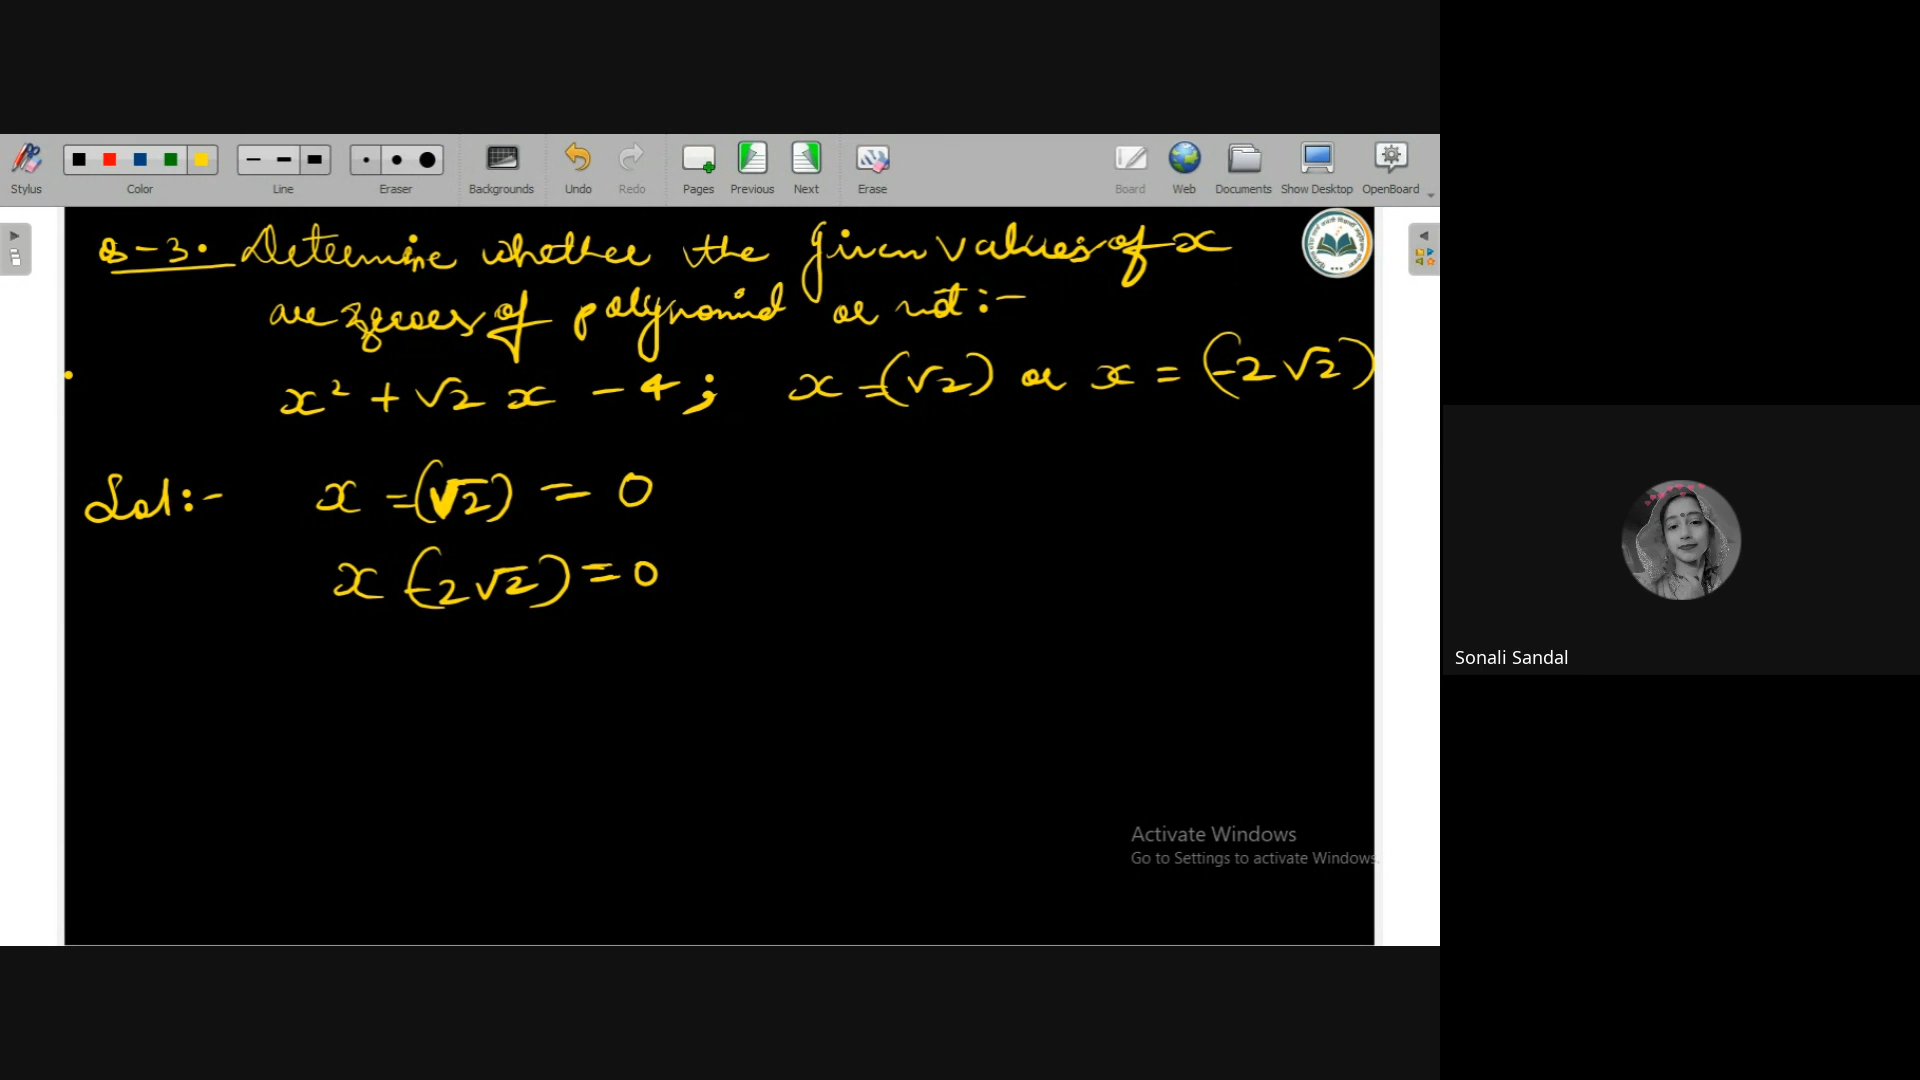 Stylus Color Line Eraser Backgrounds Undo Redo Pages Previous Next Erase Board Web Documents Show Desktop OpenBoard
Q-3. Determine whether the given values of x
are zeroes of polynomial or not:-
x² + √2 x - 4 ; x = (√2) or x = (-2√2)
Sol:- x = (√2) = 0
x (-2√2) = 0
Sonali Sandal
Activate Windows
Go to Settings to activate Windows.